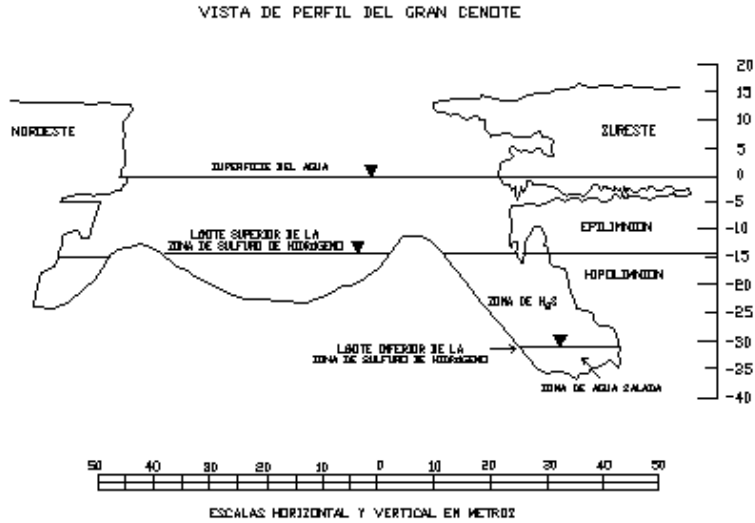 VISTA DE PERFIL DEL GRAN CENOTE
20
15
10
5
0
-5
-10
-15
-20
-25
-30
-35
-40
NOROESTE
SURESTE
SUPERFICIE DEL AGUA
EPILIMNION
LIMITE SUPERIOR DE LA
ZONA DE SULFURO DE HIDROGENO
HIPOLIMNION
ZONA DE H2S
LIMITE INFERIOR DE LA
ZONA DE SULFURO DE HIDROGENO
ZONA DE AGUA SALADA
50 40 30 20 10 0 10 20 30 40 50
ESCALAS HORIZONTAL Y VERTICAL EN METROS